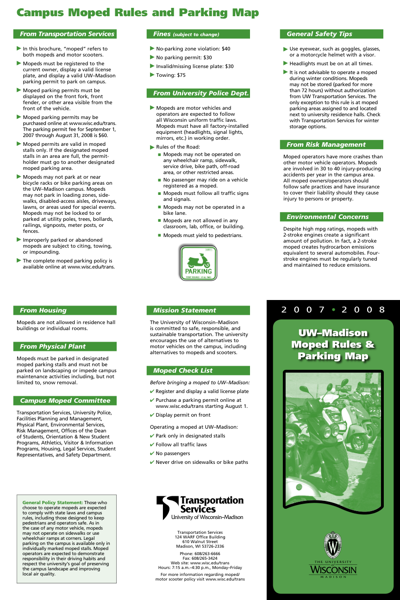 Campus Moped Rules and Parking Map
From Transportation Services
In this brochure, "moped" refers to
both mopeds and motor scooters.
Mopeds must be registered to the
current owner, display a valid license
plate, and display a valid UW–Madison
parking permit to park on campus.
Moped parking permits must be
displayed on the front fork, front
fender, or other area visible from the
front of the vehicle.
Moped parking permits may be
purchased online at www.wisc.edu/trans.
The parking permit fee for September 1,
2007 through August 31, 2008 is $60.
Moped permits are valid in moped
stalls only. If the designated moped
stalls in an area are full, the permit-
holder must go to another designated
moped parking area.
Mopeds may not park at or near
bicycle racks or bike parking areas on
the UW–Madison campus. Mopeds
may not park in loading zones, side-
walks, disabled-access aisles, driveways,
lawns, or areas used for special events.
Mopeds may not be locked to or
parked at utility poles, trees, bollards,
railings, signposts, meter posts, or
fences.
Improperly parked or abandoned
mopeds are subject to citing, towing,
or impounding.
The complete moped parking policy is
available online at www.wisc.edu/trans.
Fines (subject to change)
No-parking zone violation: $40
No parking permit: $30
Invalid/missing license plate: $30
Towing: $75
From University Police Dept.
Mopeds are motor vehicles and
operators are expected to follow
all Wisconsin uniform traffic laws.
Mopeds must have all factory-installed
equipment (headlights, signal lights,
mirrors, etc.) in working order.
Rules of the Road:
Mopeds may not be operated on
any wheelchair ramp, sidewalk,
service drive, bike path, off-road
area, or other restricted areas.
No passenger may ride on a vehicle
registered as a moped.
Mopeds must follow all traffic signs
and signals.
Mopeds may not be operated in a
bike lane.
Mopeds are not allowed in any
classroom, lab, office, or building.
Mopeds must yield to pedestrians.
PARKING
General Safety Tips
Use eyewear, such as goggles, glasses,
or a motorcycle helmet with a visor.
Headlights must be on at all times.
It is not advisable to operate a moped
during winter conditions. Mopeds
may not be stored (parked for more
than 72 hours) without authorization
from UW Transportation Services. The
only exception to this rule is at moped
parking areas assigned to and located
next to university residence halls. Check
with Transportation Services for winter
storage options.
From Risk Management
Moped operators have more crashes than
other motor vehicle operators. Mopeds
are involved in 30 to 40 injury-producing
accidents per year in the campus area.
All moped owners/operators should
follow safe practices and have insurance
to cover their liability should they cause
injury to persons or property.
Environmental Concerns
Despite high mpg ratings, mopeds with
2-stroke engines create a significant
amount of pollution. In fact, a 2-stroke
moped creates hydrocarbon emissions
equivalent to several automobiles. Four-
stroke engines must be regularly tuned
and maintained to reduce emissions.
From Housing
Mopeds are not allowed in residence hall
buildings or individual rooms.
From Physical Plant
Mopeds must be parked in designated
moped parking stalls and must not be
parked on landscaping or impede campus
maintenance activities including, but not
limited to, snow removal.
Campus Moped Committee
Transportation Services, University Police,
Facilities Planning and Management,
Physical Plant, Environmental Services,
Risk Management, Offices of the Dean
of Students, Orientation & New Student
Programs, Athletics, Visitor & Information
Programs, Housing, Legal Services, Student
Representatives, and Safety Department.
General Policy Statement: Those who
choose to operate mopeds are expected
to comply with state laws and campus
rules, including those designed to keep
pedestrians and operators safe. As in
the case of any motor vehicle, mopeds
may not operate on sidewalks or use
wheelchair ramps at corners. Legal
parking on the campus is available only in
individually marked moped stalls. Moped
operators are expected to demonstrate
responsibility in their driving habits and
respect the university's goal of preserving
the campus landscape and improving
local air quality.
Mission Statement
The University of Wisconsin–Madison
is committed to safe, responsible, and
sustainable transportation. The university
encourages the use of alternatives to
motor vehicles on the campus, including
alternatives to mopeds and scooters.
Moped Check List
Before bringing a moped to UW–Madison:
Register and display a valid license plate
Purchase a parking permit online at
www.wisc.edu/trans starting August 1.
Display permit on front
Operating a moped at UW–Madison:
Park only in designated stalls
Follow all traffic laws
No passengers
Never drive on sidewalks or bike paths
Transportation
Services
University of Wisconsin–Madison
Transportation Services
124 WARF Office Building
610 Walnut Street
Madison, WI 53726-2336
Phone: 608/263-6666
Fax: 608/265-3424
Web site: www.wisc.edu/trans
Hours: 7:15 a.m.–4:30 p.m., Monday–Friday
For more information regarding moped/
motor scooter policy visit www.wisc.edu/trans
2007 • 2008
UW–Madison
Moped Rules &
Parking Map
THE UNIVERSITY
of
WISCONSIN
MADISON